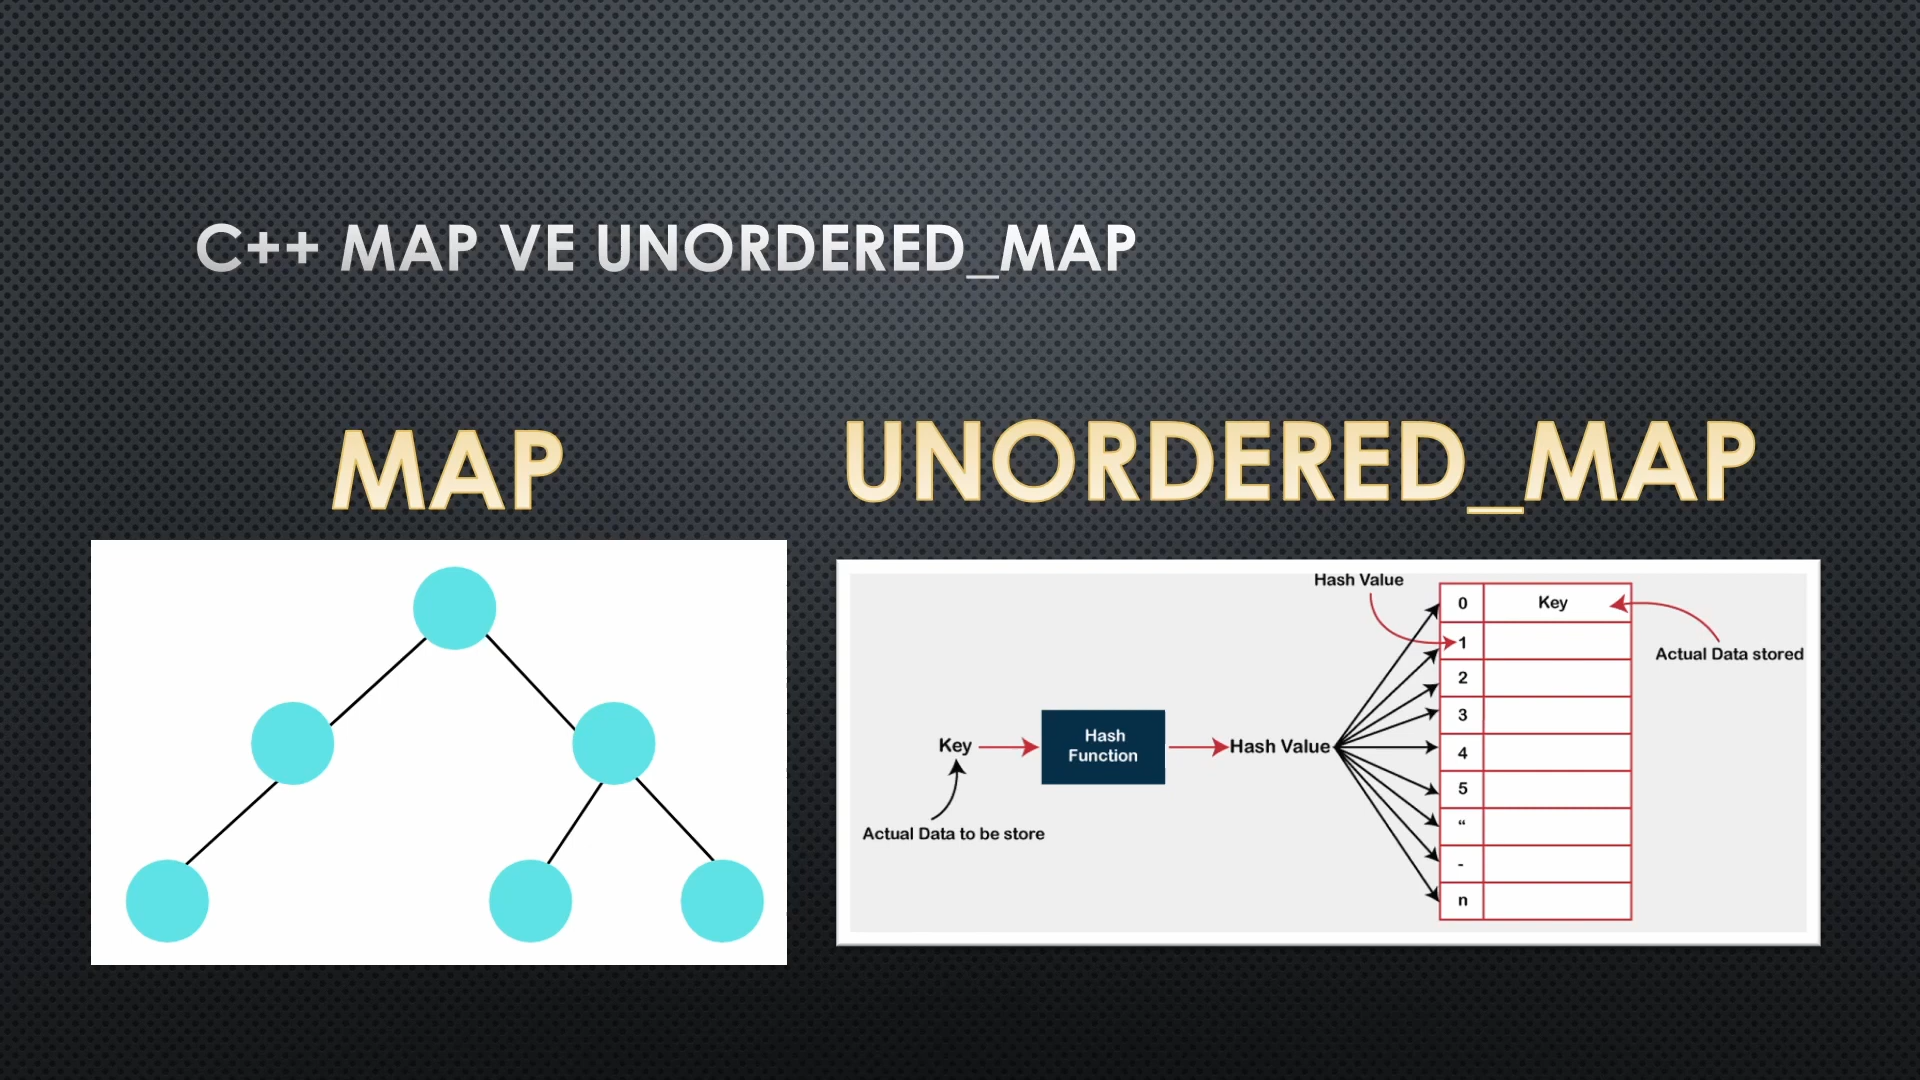 C++ MAP VE UNORDERED_MAP
MAP
UNORDERED_MAP
Hash Value
0
Key
1
Actual Data stored
2
3
Key
Hash
Function
Hash Value
4
5
“
Actual Data to be store
-
n